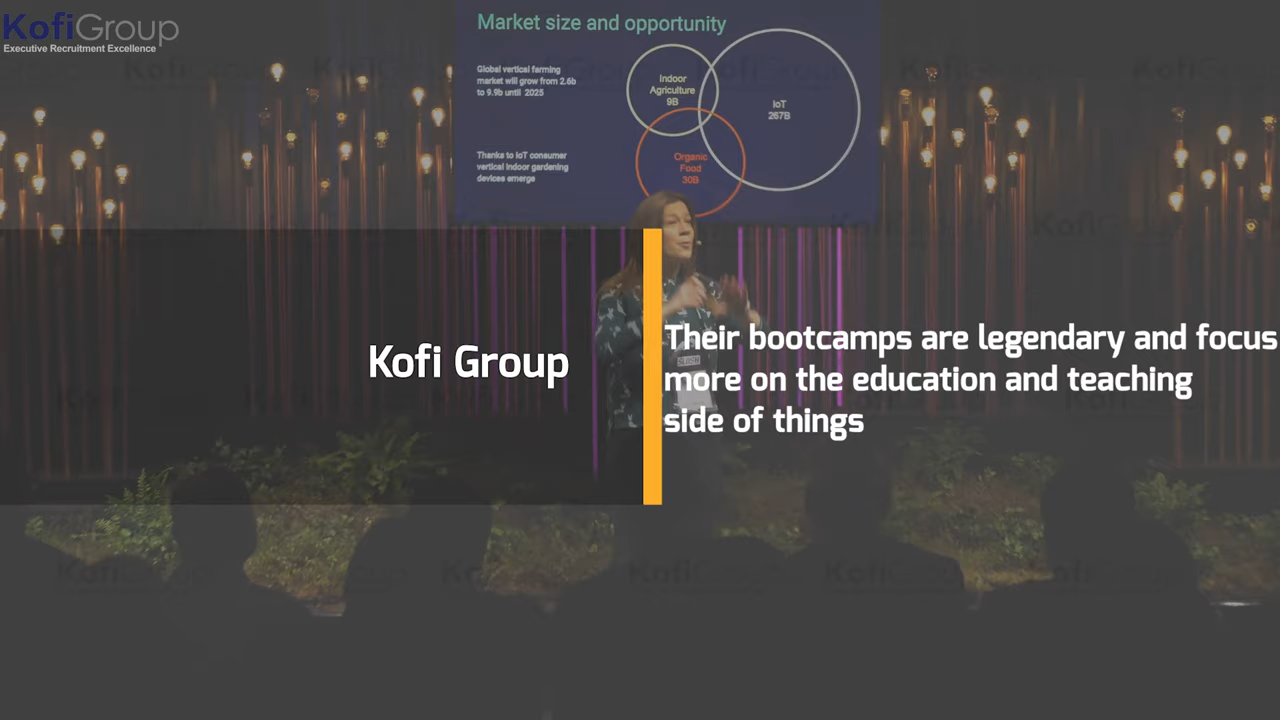 KofiGroup
Executive Recruitment Excellence
Market size and opportunity
Global vertical farming
market will grow from 2.6b
to 9.9b until 2025
Thanks to IoT consumer
vertical indoor gardening
devices emerge
Indoor
Agriculture
9B
IoT
267B
Organic
Food
30B
Kofi Group
Their bootcamps are legendary and focus
more on the education and teaching
side of things